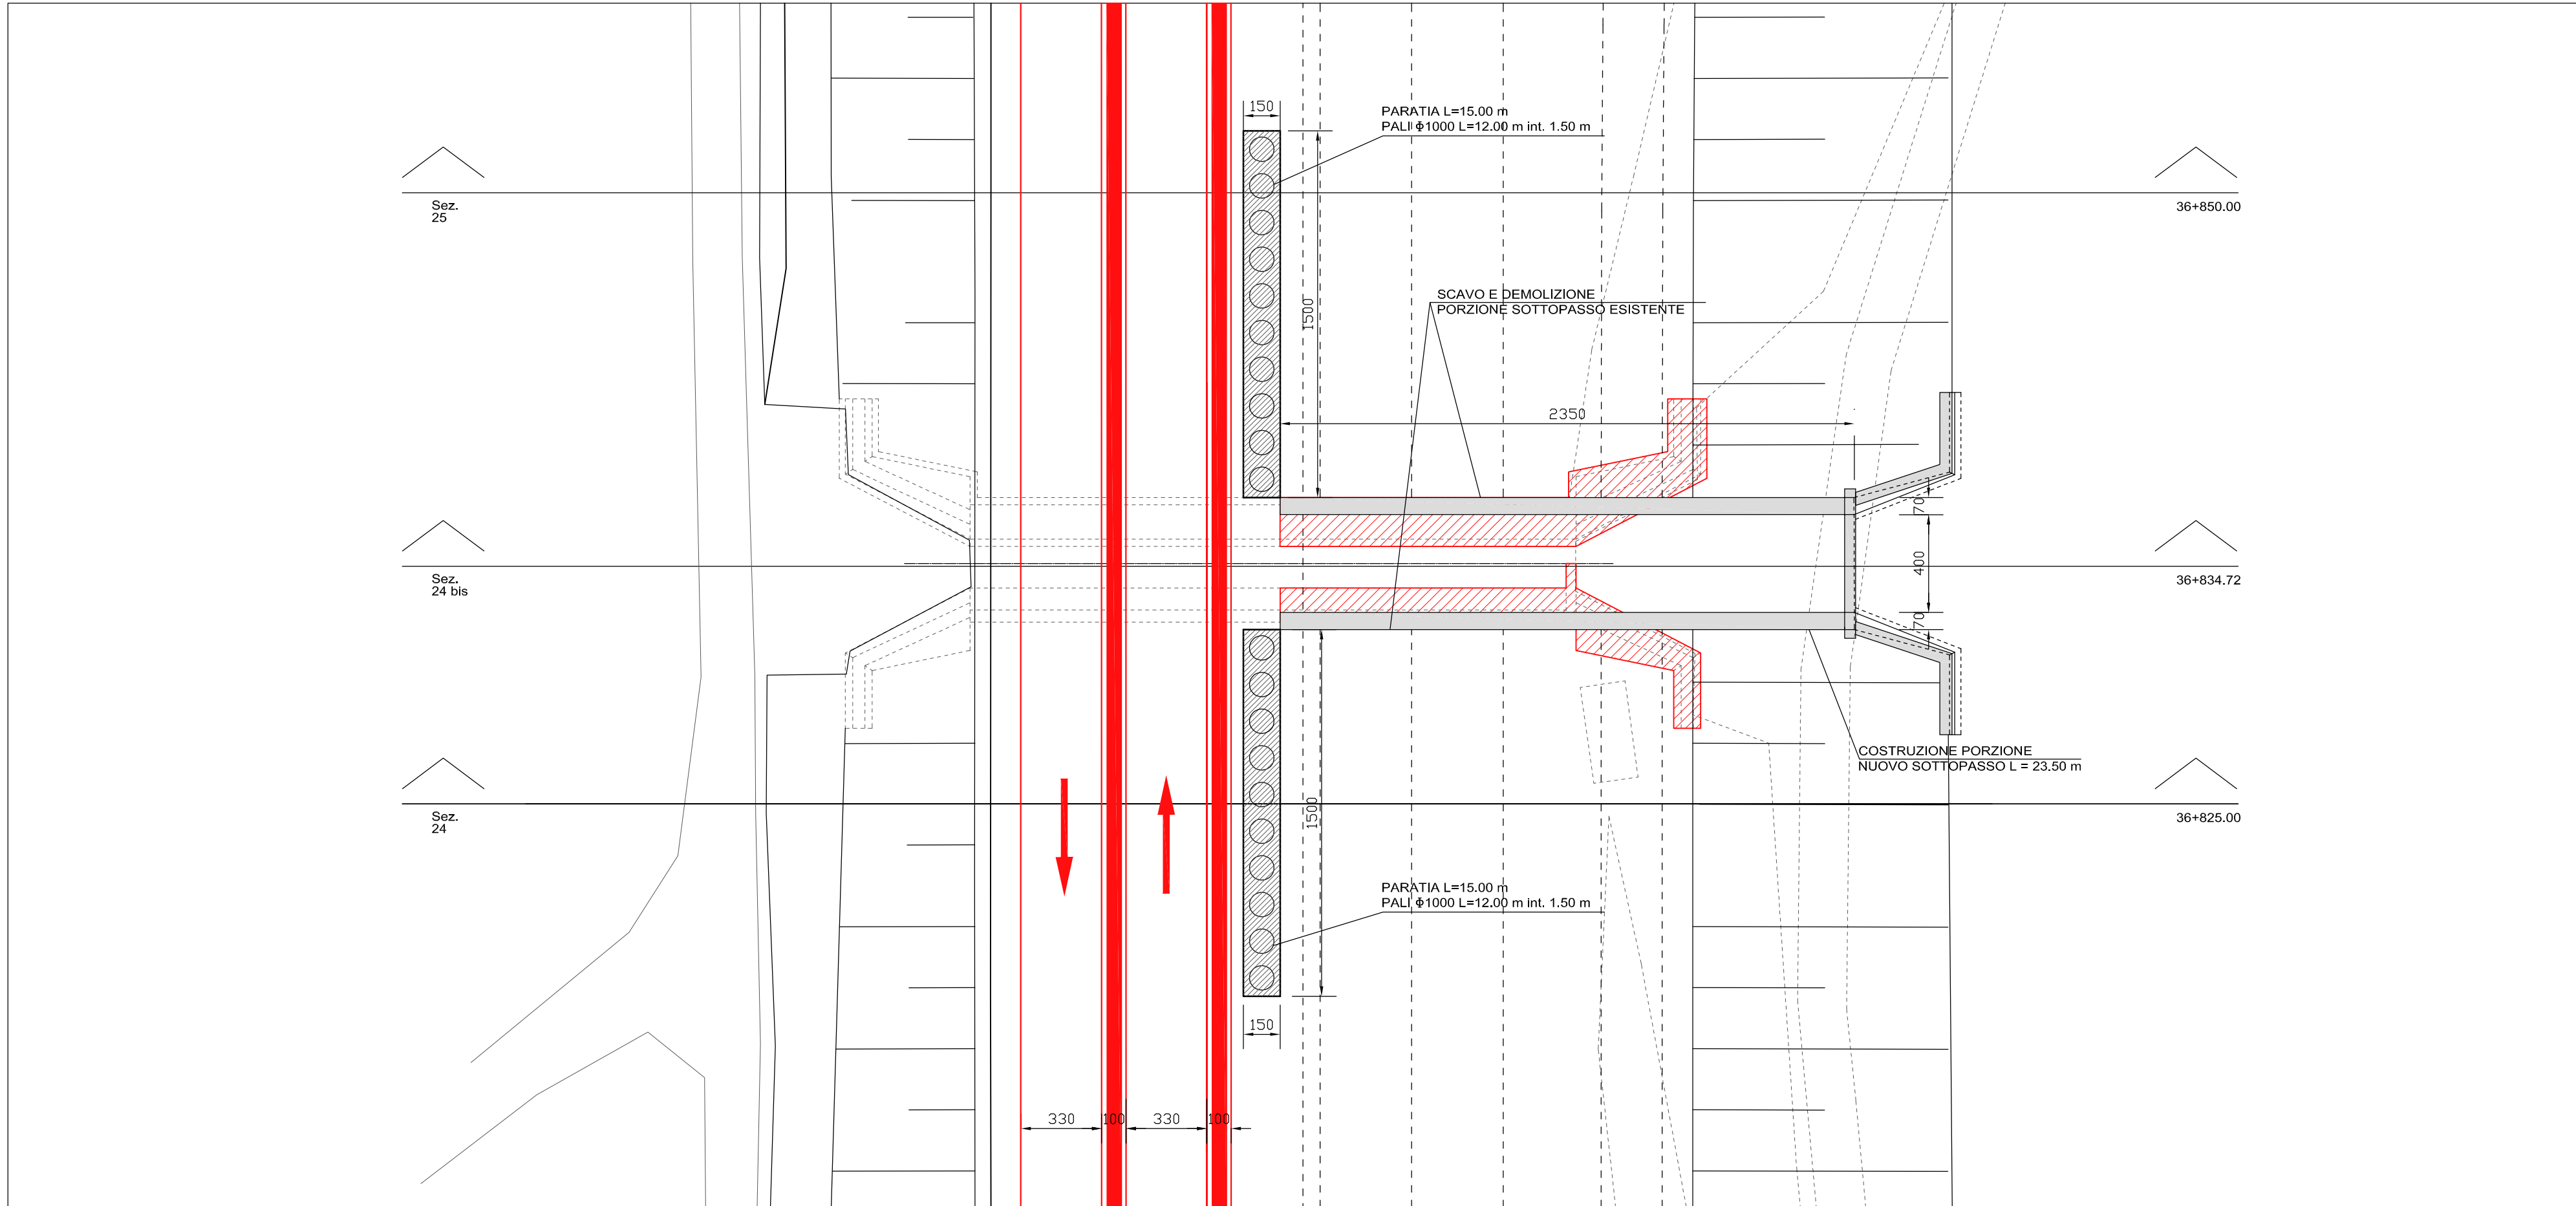 150
PARATIA L=15.00 m
PALI ϕ1000 L=12.00 m int. 1.50 m
Sez.
25
36+850.00
SCAVO E DEMOLIZIONE
PORZIONE SOTTOPASSO ESISTENTE
1500
2350
70
400
70
Sez.
24 bis
36+834.72
COSTRUZIONE PORZIONE
NUOVO SOTTOPASSO L = 23.50 m
1500
Sez.
24
36+825.00
PARATIA L=15.00 m
PALI ϕ1000 L=12.00 m int. 1.50 m
150
330 100 330 100